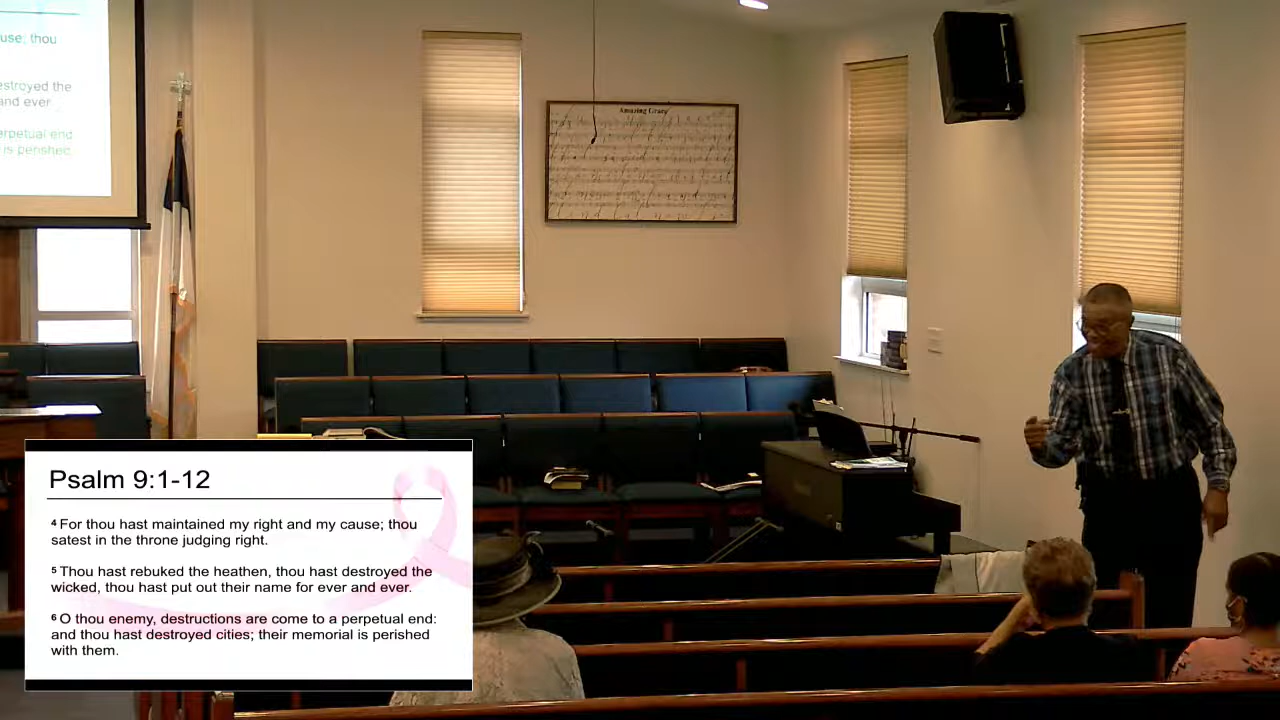 use; thou
estroyed the
and ever.
erpetual end
is perished
Amazing Grace
Psalm 9:1-12
4 For thou hast maintained my right and my cause; thou
satest in the throne judging right.
5 Thou hast rebuked the heathen, thou hast destroyed the
wicked, thou hast put out their name for ever and ever.
6 O thou enemy, destructions are come to a perpetual end:
and thou hast destroyed cities; their memorial is perished
with them.